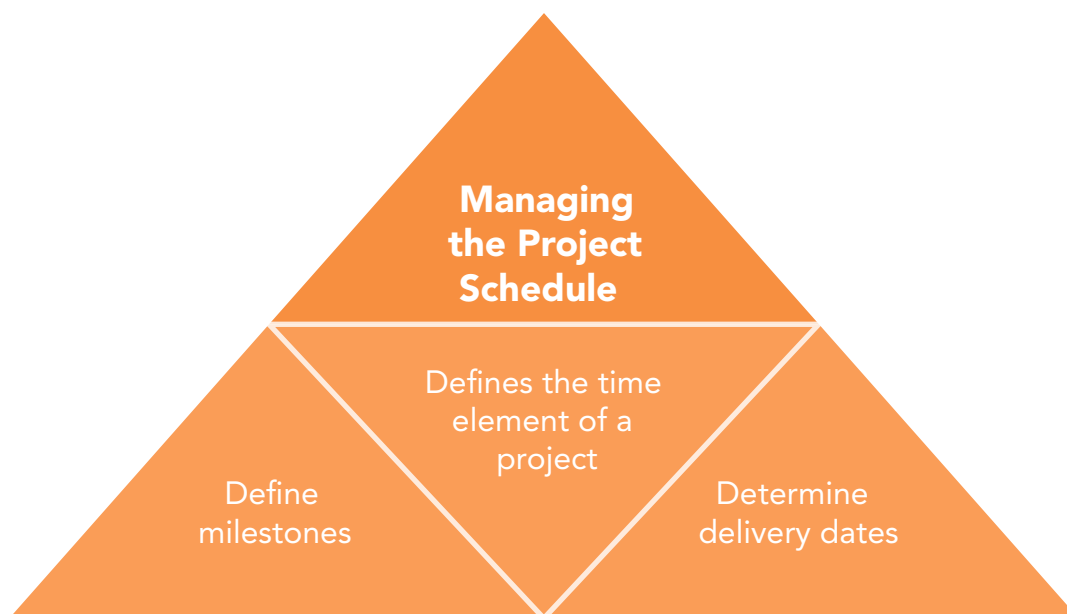 Managing
the Project
Schedule
Defines the time
element of a
project
Define
milestones
Determine
delivery dates